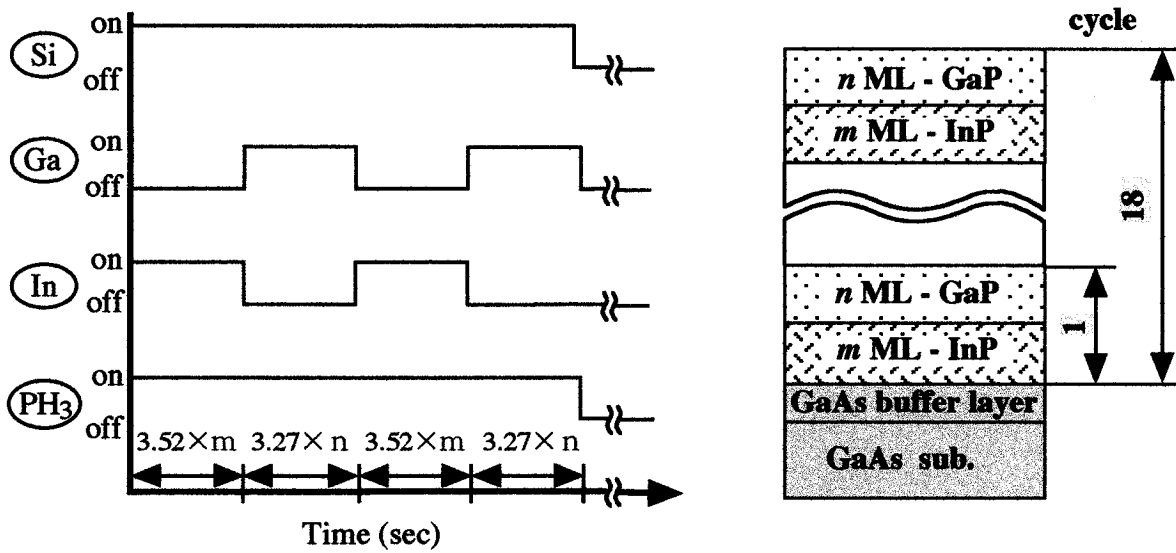 Si
on
off
Ga
on
off
In
on
off
PH₃
on
off
3.52×m 3.27×n 3.52×m 3.27×n
Time (sec)
cycle
n ML - GaP
m ML - InP
n ML - GaP
m ML - InP
GaAs buffer layer
GaAs sub.
1
18